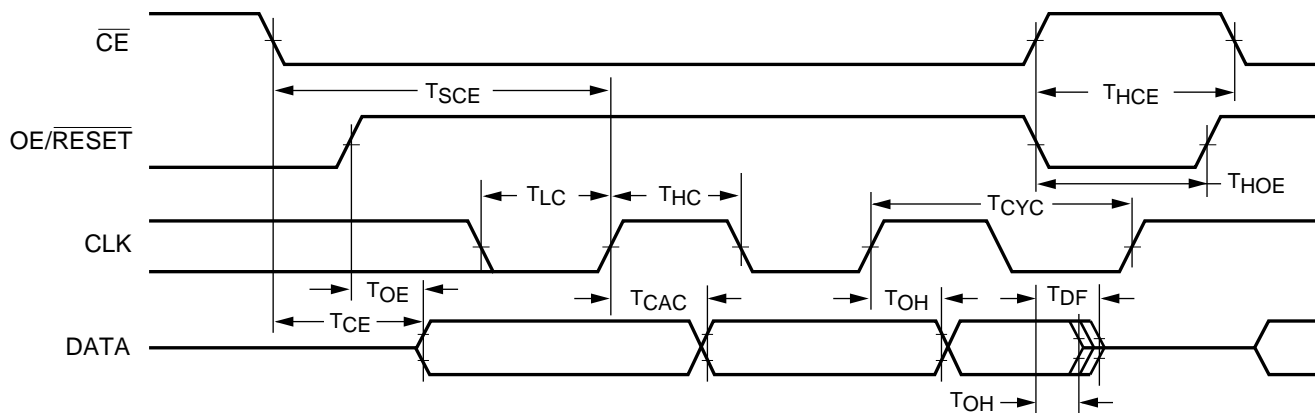 CE
TSCE
THCE
OE/RESET
THOE
TLC
THC
TCYC
CLK
TOE
TCAC
TOH
TDF
TCE
DATA
TOH